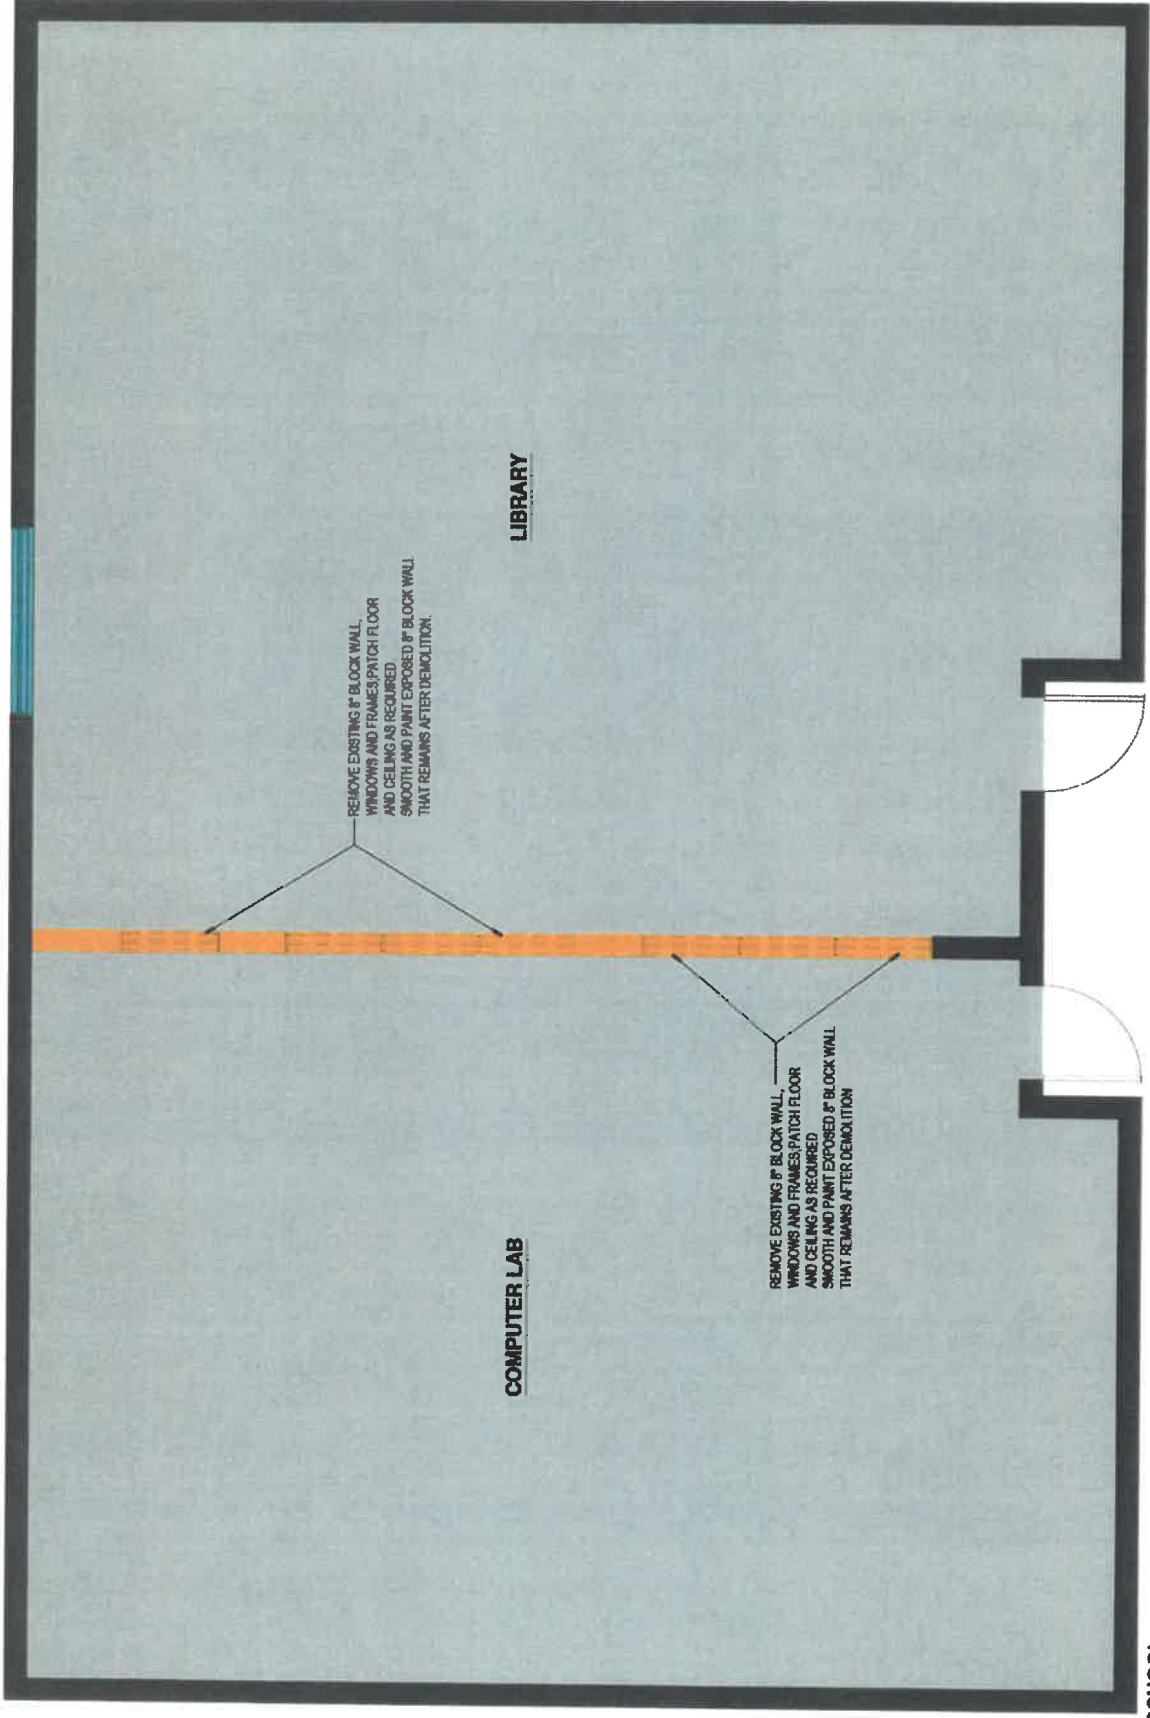 REMOVE EXISTING 8" BLOCK WALL,
WINDOWS AND FRAMES;PATCH FLOOR
AND CEILING AS REQUIRED
SMOOTH AND PAINT EXPOSED 8" BLOCK WALL
THAT REMAINS AFTER DEMOLITION.
LIBRARY
COMPUTER LAB
REMOVE EXISTING 8" BLOCK WALL,
WINDOWS AND FRAMES;PATCH FLOOR
AND CEILING AS REQUIRED
SMOOTH AND PAINT EXPOSED 8" BLOCK WALL
THAT REMAINS AFTER DEMOLITION